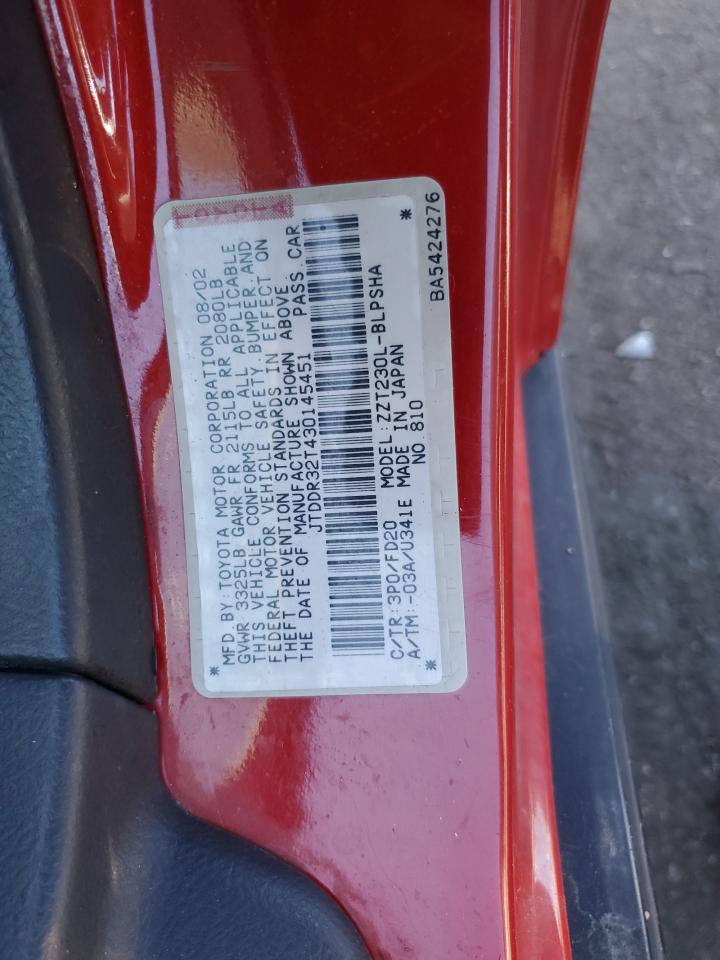 TOYOTA
MFD. BY: TOYOTA MOTOR CORPORATION 08/02
GVWR 3325LB GAWR FR 2115LB RR 2080LB
THIS VEHICLE CONFORMS TO ALL APPLICABLE
FEDERAL MOTOR VEHICLE SAFETY, BUMPER, AND
THEFT PREVENTION STANDARDS IN EFFECT ON
THE DATE OF MANUFACTURE SHOWN ABOVE.
JTDDR32T430145451 PASS. CAR
C/TR: 3P0/FD20 MODEL: ZZT230L-BLPSHA
A/TM: -03A/U341E MADE IN JAPAN
NO. 810
BA5424276